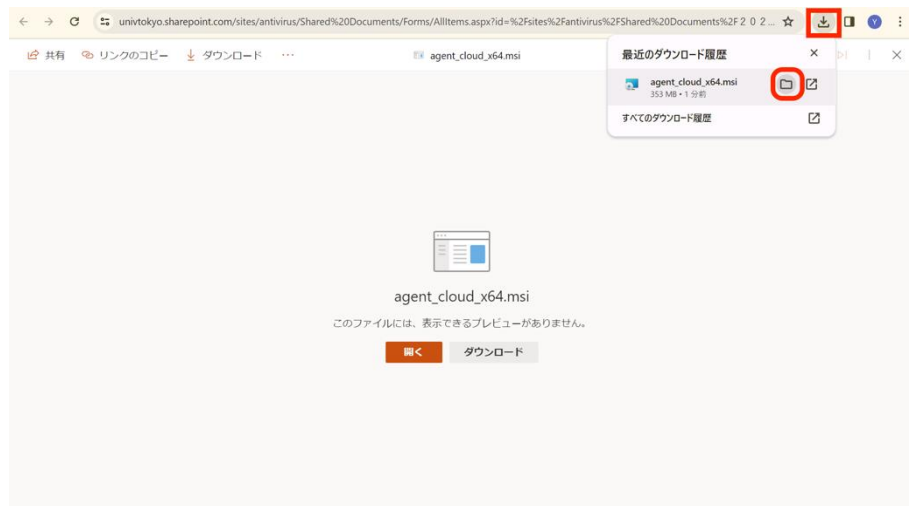 univtokyo.sharepoint.com/sites/antivirus/Shared%20Documents/Forms/AllItems.aspx?id=%2Fsites%2Fantivirus%2FShared%20Documents%2F２０２... Y
共有 リンクのコピー ダウンロード ... agent_cloud_x64.msi
最近のダウンロード履歴
agent_cloud_x64.msi
353 MB • 1 分前
すべてのダウンロード履歴
agent_cloud_x64.msi
このファイルには、表示できるプレビューがありません。
開く ダウンロード